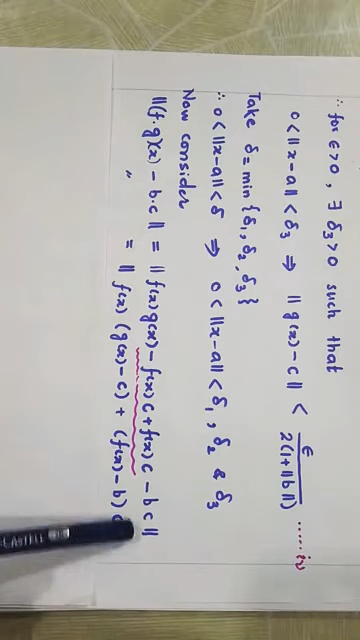 ∴ for ϵ>0, ∃ δ₃>0 such that
0<||x-a||<δ₃ ⇒ ||g(x)-c|| < ϵ/2(1+||b||) ......iv
Take δ=min{δ₁,δ₂,δ₃}
∴ 0<||x-a||<δ ⇒ 0<||x-a||<δ₁, δ₂ & δ₃
Now consider
||(f.g)(x) - b.c|| = || f(x)g(x) - f(x)c + f(x)c - bc||
" = || f(x) (g(x)-c) + (f(x)-b)